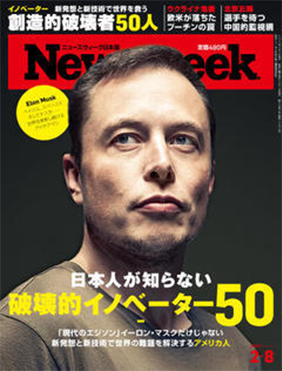 イノベーター 新発想と新技術で世界を救う
創造的破壊者50人
ウクライナ危機
欧米が落ちた
プーチンの罠
北京五輪
選手を待つ
中国的監視網
ニュースウィーク日本版
定価480円
Newsweek
Elon Musk
日本人が知らない
破壊的イノベーター50
「現代のエジソン」イーロン・マスクだけじゃない
新発想と新技術で世界の難題を解決するアメリカ人
2・8